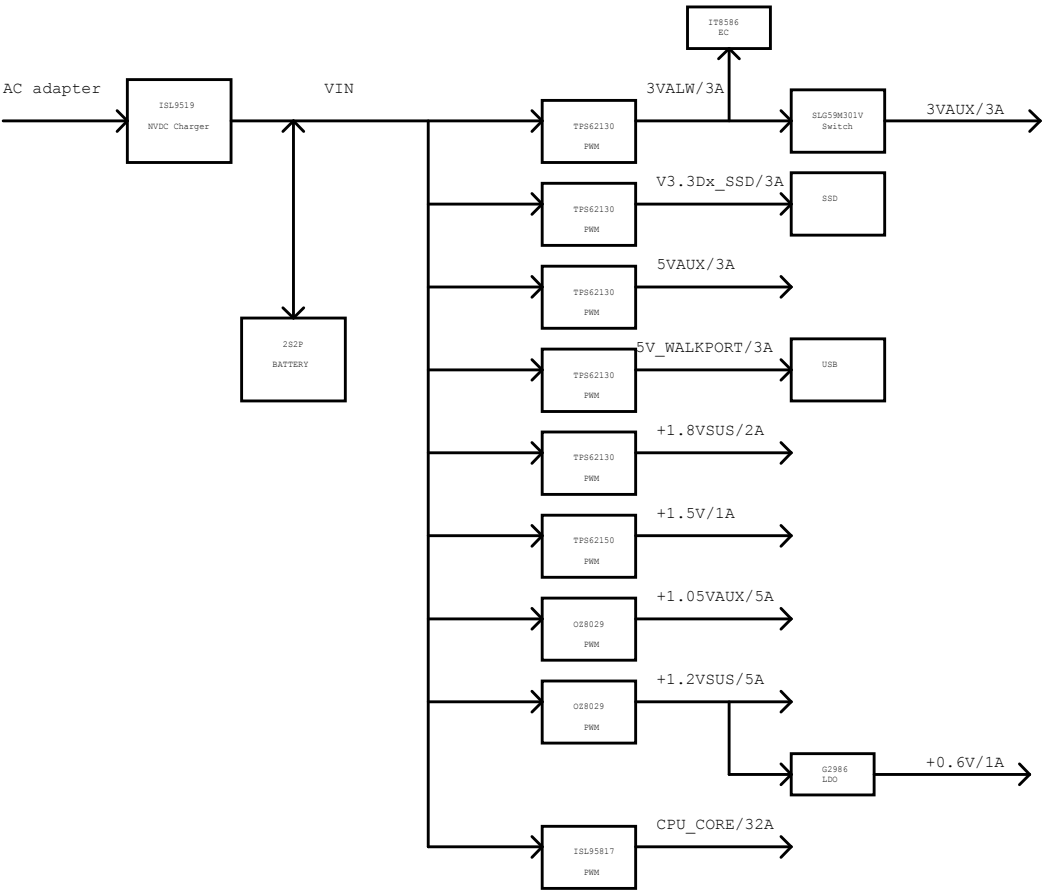 IT8586
EC
AC adapter
ISL9519
NVDC Charger
VIN
3VALW/3A
TPS62130
PWM
SLG59M301V
Switch
3VAUX/3A
V3.3Dx_SSD/3A
TPS62130
PWM
SSD
5VAUX/3A
TPS62130
PWM
2S2P
BATTERY
5V_WALKPORT/3A
TPS62130
PWM
USB
+1.8VSUS/2A
TPS62130
PWM
+1.5V/1A
TPS62150
PWM
+1.05VAUX/5A
OZ8029
PWM
+1.2VSUS/5A
OZ8029
PWM
G2986
LDO
+0.6V/1A
CPU_CORE/32A
ISL95817
PWM